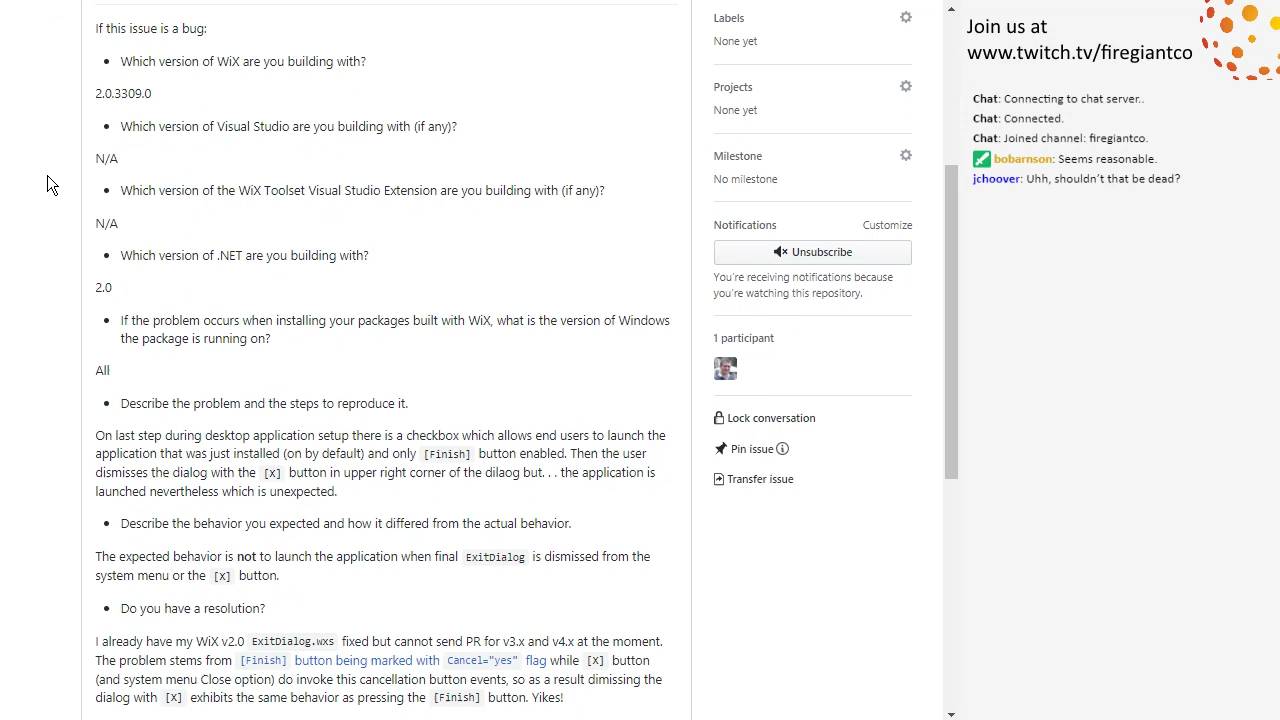 If this issue is a bug:
• Which version of WiX are you building with?
2.0.3309.0
• Which version of Visual Studio are you building with (if any)?
N/A
• Which version of the WiX Toolset Visual Studio Extension are you building with (if any)?
N/A
• Which version of .NET are you building with?
2.0
• If the problem occurs when installing your packages built with WiX, what is the version of Windows
the package is running on?
All
• Describe the problem and the steps to reproduce it.
On last step during desktop application setup there is a checkbox which allows end users to launch the
application that was just installed (on by default) and only [Finish] button enabled. Then the user
dismisses the dialog with the [X] button in upper right corner of the dilaog but. . . the application is
launched nevertheless which is unexpected.
• Describe the behavior you expected and how it differed from the actual behavior.
The expected behavior is not to launch the application when final ExitDialog is dismissed from the
system menu or the [X] button.
• Do you have a resolution?
I already have my WiX v2.0 ExitDialog.wxs fixed but cannot send PR for v3.x and v4.x at the moment.
The problem stems from [Finish] button being marked with Cancel="yes" flag while [X] button
(and system menu Close option) do invoke this cancellation button events, so as a result dimissing the
dialog with [X] exhibits the same behavior as pressing the [Finish] button. Yikes!
Labels
None yet
Projects
None yet
Milestone
No milestone
Notifications Customize
Unsubscribe
You're receiving notifications because
you're watching this repository.
1 participant
Lock conversation
Pin issue
Transfer issue
Join us at
www.twitch.tv/firegiantco
Chat: Connecting to chat server..
Chat: Connected.
Chat: Joined channel: firegiantco.
bobarnson: Seems reasonable.
jchoover: Uhh, shouldn't that be dead?